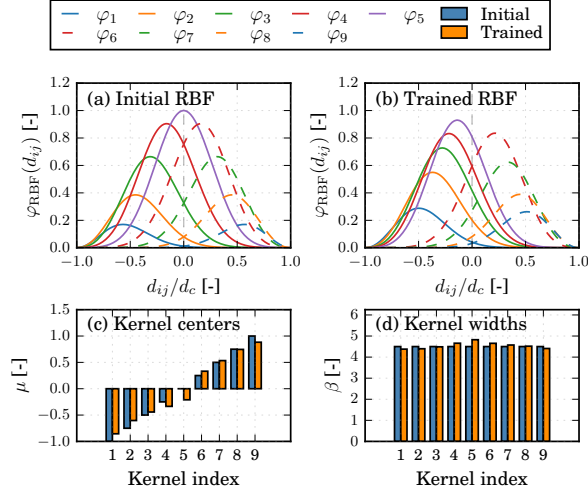 φ1 φ2 φ3 φ4 φ5 Initial
φ6 φ7 φ8 φ9 Trained
(a) Initial RBF
φRBF(dij) [-]
1.2
1.0
0.8
0.6
0.4
0.2
0.0
−1.0 −0.5 0.0 0.5 1.0
dij/dc [-]
(b) Trained RBF
φRBF(dij) [-]
1.2
1.0
0.8
0.6
0.4
0.2
0.0
−1.0 −0.5 0.0 0.5 1.0
dij/dc [-]
(c) Kernel centers
μ [-]
1.5
1.0
0.5
0.0
−0.5
−1.0
1 2 3 4 5 6 7 8 9
Kernel index
(d) Kernel widths
β [-]
6
5
4
3
2
1
0
1 2 3 4 5 6 7 8 9
Kernel index